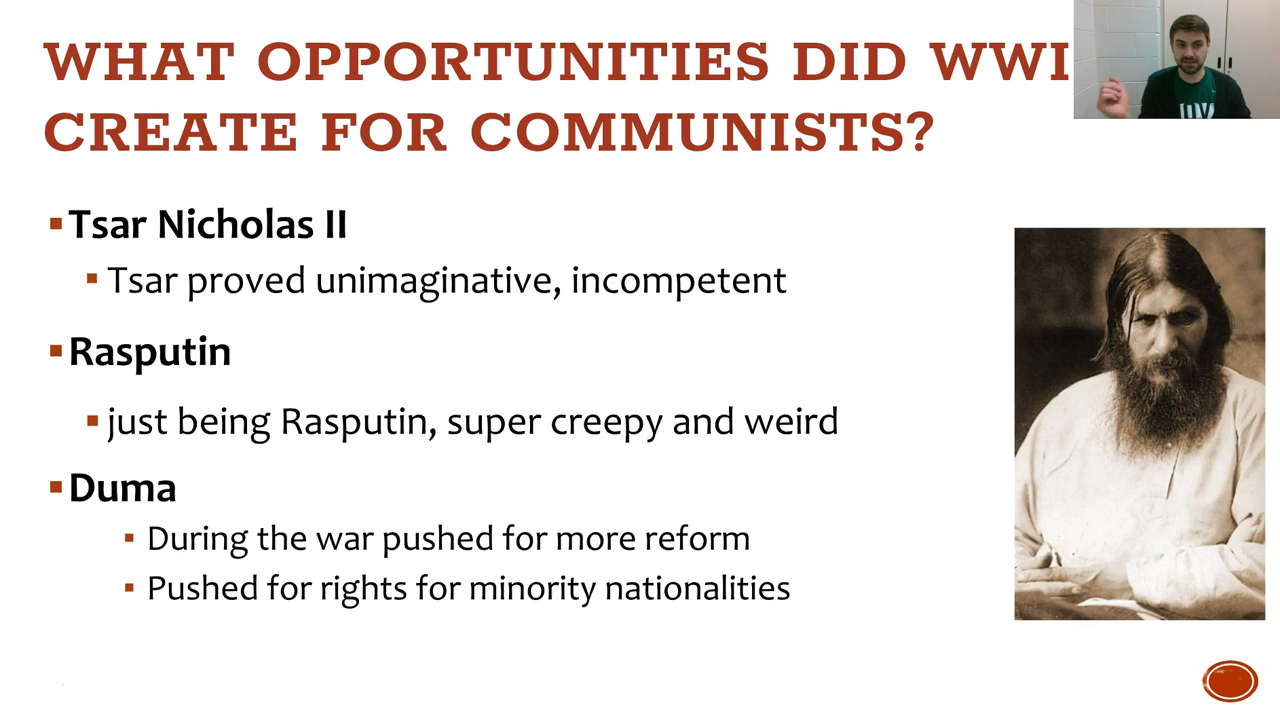 WHAT OPPORTUNITIES DID WWI
CREATE FOR COMMUNISTS?
▪Tsar Nicholas II
▪ Tsar proved unimaginative, incompetent
▪Rasputin
▪just being Rasputin, super creepy and weird
▪Duma
▪ During the war pushed for more reform
▪ Pushed for rights for minority nationalities